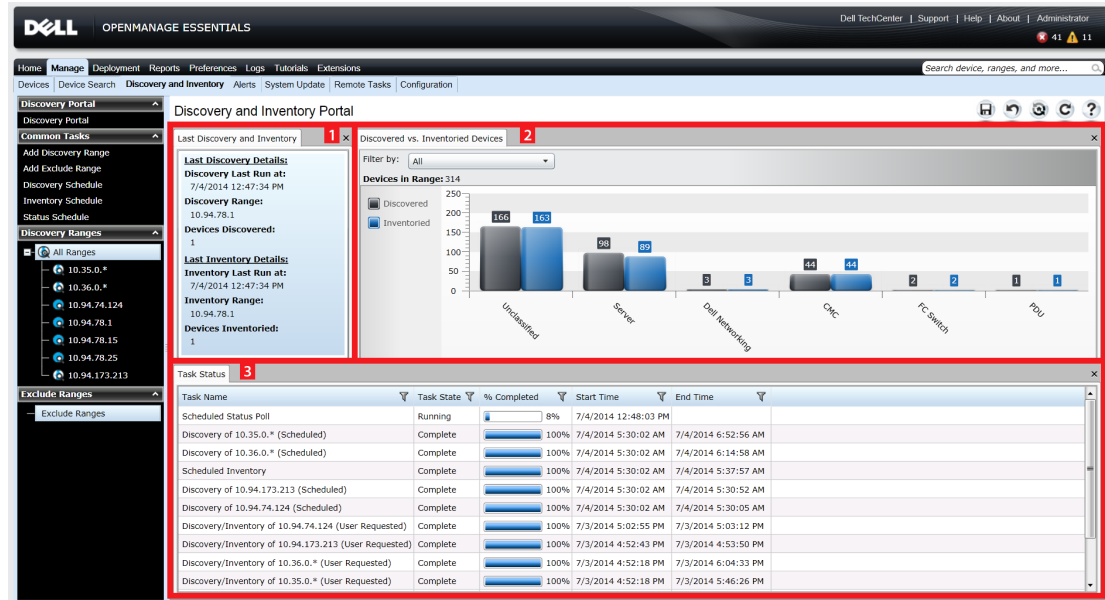 DELL OPENMANAGE ESSENTIALS
Dell TechCenter | Support | Help | About | Administrator
41 11
Home Manage Deployment Reports Preferences Logs Tutorials Extensions
Search device, ranges, and more...
Devices Device Search Discovery and Inventory Alerts System Update Remote Tasks Configuration
Discovery Portal
Discovery Portal
Common Tasks
Add Discovery Range
Add Exclude Range
Discovery Schedule
Inventory Schedule
Status Schedule
Discovery Ranges
All Ranges
10.35.0.*
10.36.0.*
10.94.74.124
10.94.78.1
10.94.78.15
10.94.78.25
10.94.173.213
Exclude Ranges
Exclude Ranges
Discovery and Inventory Portal
Last Discovery and Inventory 1 x
Last Discovery Details:
Discovery Last Run at:
7/4/2014 12:47:34 PM
Discovery Range:
10.94.78.1
Devices Discovered:
1
Last Inventory Details:
Inventory Last Run at:
7/4/2014 12:47:34 PM
Inventory Range:
10.94.78.1
Devices Inventoried:
1
Discovered vs. Inventoried Devices 2 x
Filter by: All
Devices in Range: 314
Discovered
Inventoried
250
200
150
100
50
0
166 163
98 89
3 3
44 44
2 2
1 1
Unclassified
Server
Dell Networking
CMC
FC Switch
PDU
Task Status 3 x
Task Name Task State % Completed Start Time End Time
Scheduled Status Poll Running 8% 7/4/2014 12:48:03 PM
Discovery of 10.35.0.* (Scheduled) Complete 100% 7/4/2014 5:30:02 AM 7/4/2014 6:52:56 AM
Discovery of 10.36.0.* (Scheduled) Complete 100% 7/4/2014 5:30:02 AM 7/4/2014 6:14:58 AM
Scheduled Inventory Complete 100% 7/4/2014 5:30:02 AM 7/4/2014 5:37:57 AM
Discovery of 10.94.173.213 (Scheduled) Complete 100% 7/4/2014 5:30:02 AM 7/4/2014 5:30:52 AM
Discovery of 10.94.74.124 (Scheduled) Complete 100% 7/4/2014 5:30:02 AM 7/4/2014 5:30:05 AM
Discovery/Inventory of 10.94.74.124 (User Requested) Complete 100% 7/3/2014 5:02:55 PM 7/3/2014 5:03:12 PM
Discovery/Inventory of 10.94.173.213 (User Requested) Complete 100% 7/3/2014 4:52:43 PM 7/3/2014 4:53:50 PM
Discovery/Inventory of 10.36.0.* (User Requested) Complete 100% 7/3/2014 4:52:18 PM 7/3/2014 6:04:33 PM
Discovery/Inventory of 10.35.0.* (User Requested) Complete 100% 7/3/2014 4:52:18 PM 7/3/2014 5:46:26 PM